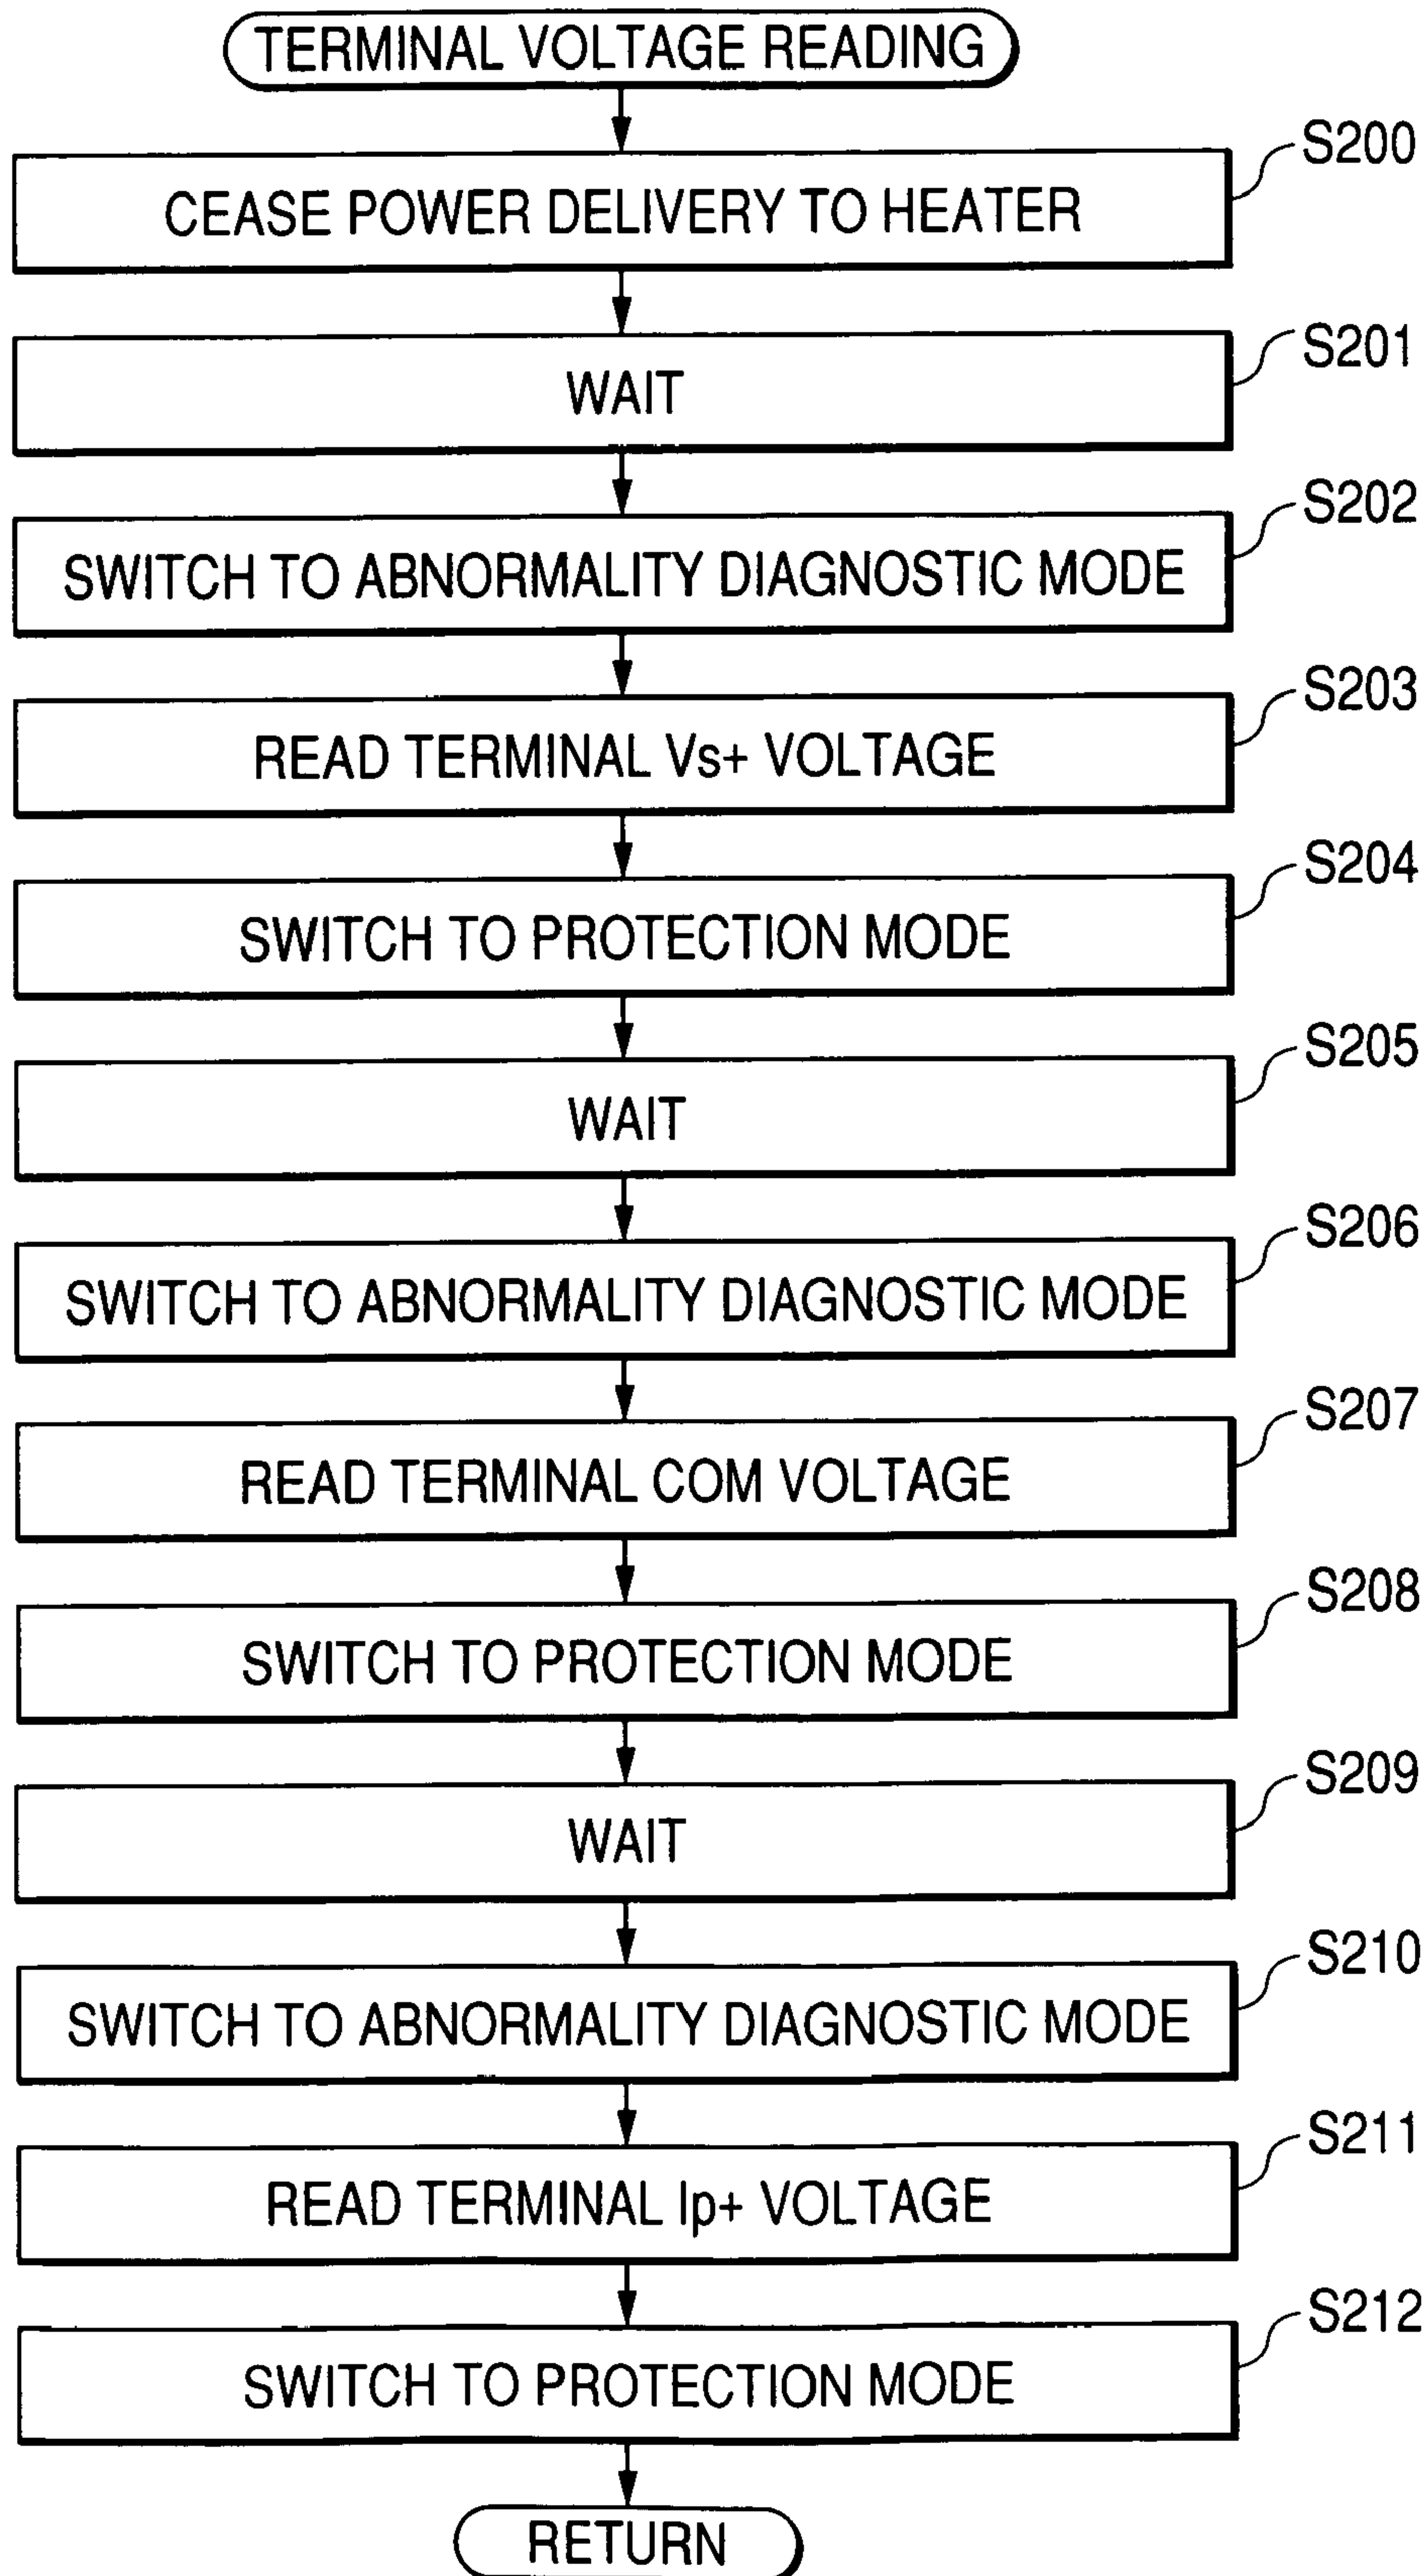 TERMINAL VOLTAGE READING
S200
CEASE POWER DELIVERY TO HEATER
S201
WAIT
S202
SWITCH TO ABNORMALITY DIAGNOSTIC MODE
S203
READ TERMINAL Vs+ VOLTAGE
S204
SWITCH TO PROTECTION MODE
S205
WAIT
S206
SWITCH TO ABNORMALITY DIAGNOSTIC MODE
S207
READ TERMINAL COM VOLTAGE
S208
SWITCH TO PROTECTION MODE
S209
WAIT
S210
SWITCH TO ABNORMALITY DIAGNOSTIC MODE
S211
READ TERMINAL Ip+ VOLTAGE
S212
SWITCH TO PROTECTION MODE
RETURN